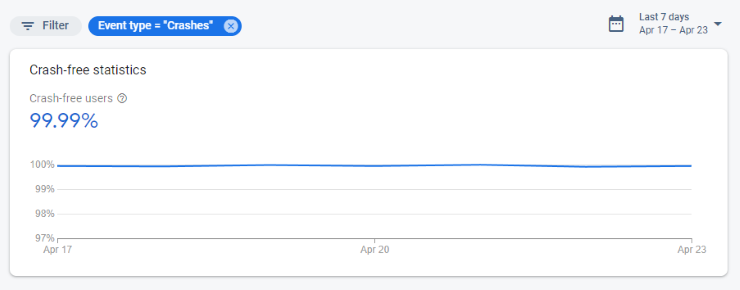 Filter
Event type = "Crashes"
Last 7 days
Apr 17 – Apr 23
Crash-free statistics
Crash-free users
99.99%
100%
99%
98%
97%
Apr 17
Apr 20
Apr 23